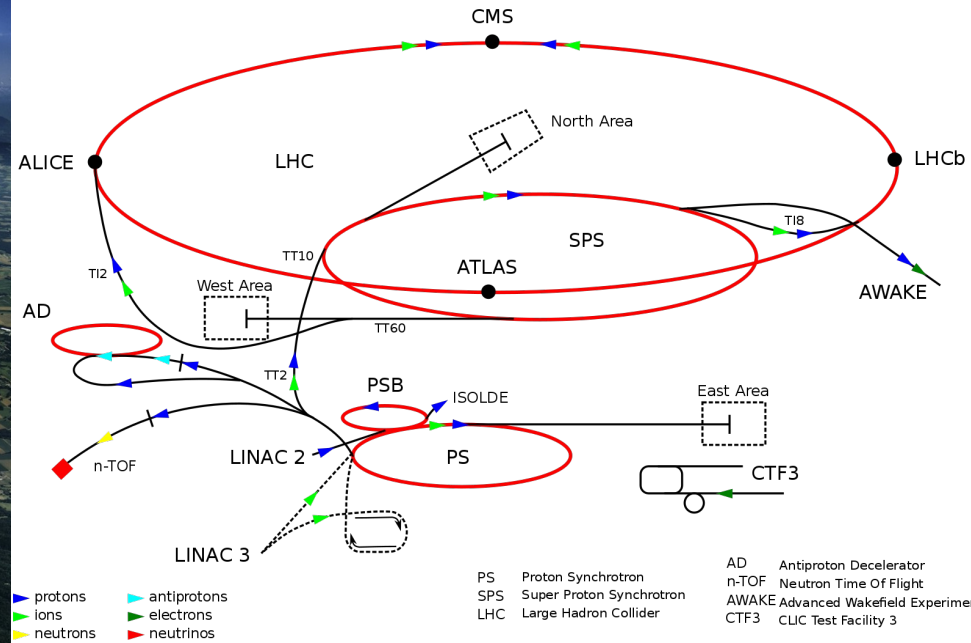 CMS
North Area
ALICE
LHC
LHCb
SPS
TI8
TT10
ATLAS
TI2
West Area
AWAKE
AD
TT60
TT2
PSB
ISOLDE
East Area
LINAC 2
PS
n-TOF
CTF3
LINAC 3
protons
ions
neutrons
antiprotons
electrons
neutrinos
PS Proton Synchrotron
SPS Super Proton Synchrotron
LHC Large Hadron Collider
AD Antiproton Decelerator
n-TOF Neutron Time Of Flight
AWAKE Advanced Wakefield Experime
CTF3 CLIC Test Facility 3